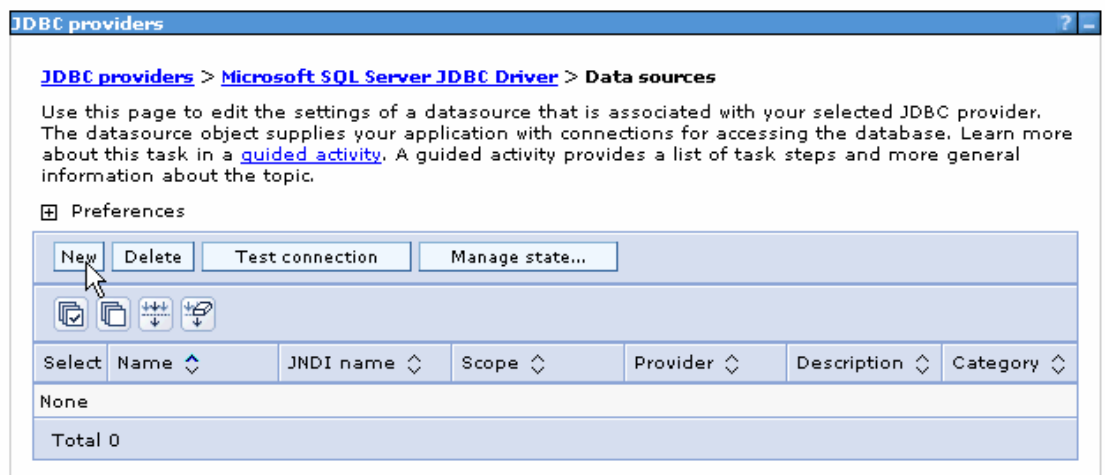 JDBC providers ? –
JDBC providers > Microsoft SQL Server JDBC Driver > Data sources
Use this page to edit the settings of a datasource that is associated with your selected JDBC provider.
The datasource object supplies your application with connections for accessing the database. Learn more
about this task in a guided activity. A guided activity provides a list of task steps and more general
information about the topic.
Preferences
New Delete Test connection Manage state...
Select Name JNDI name Scope Provider Description Category
None
Total 0